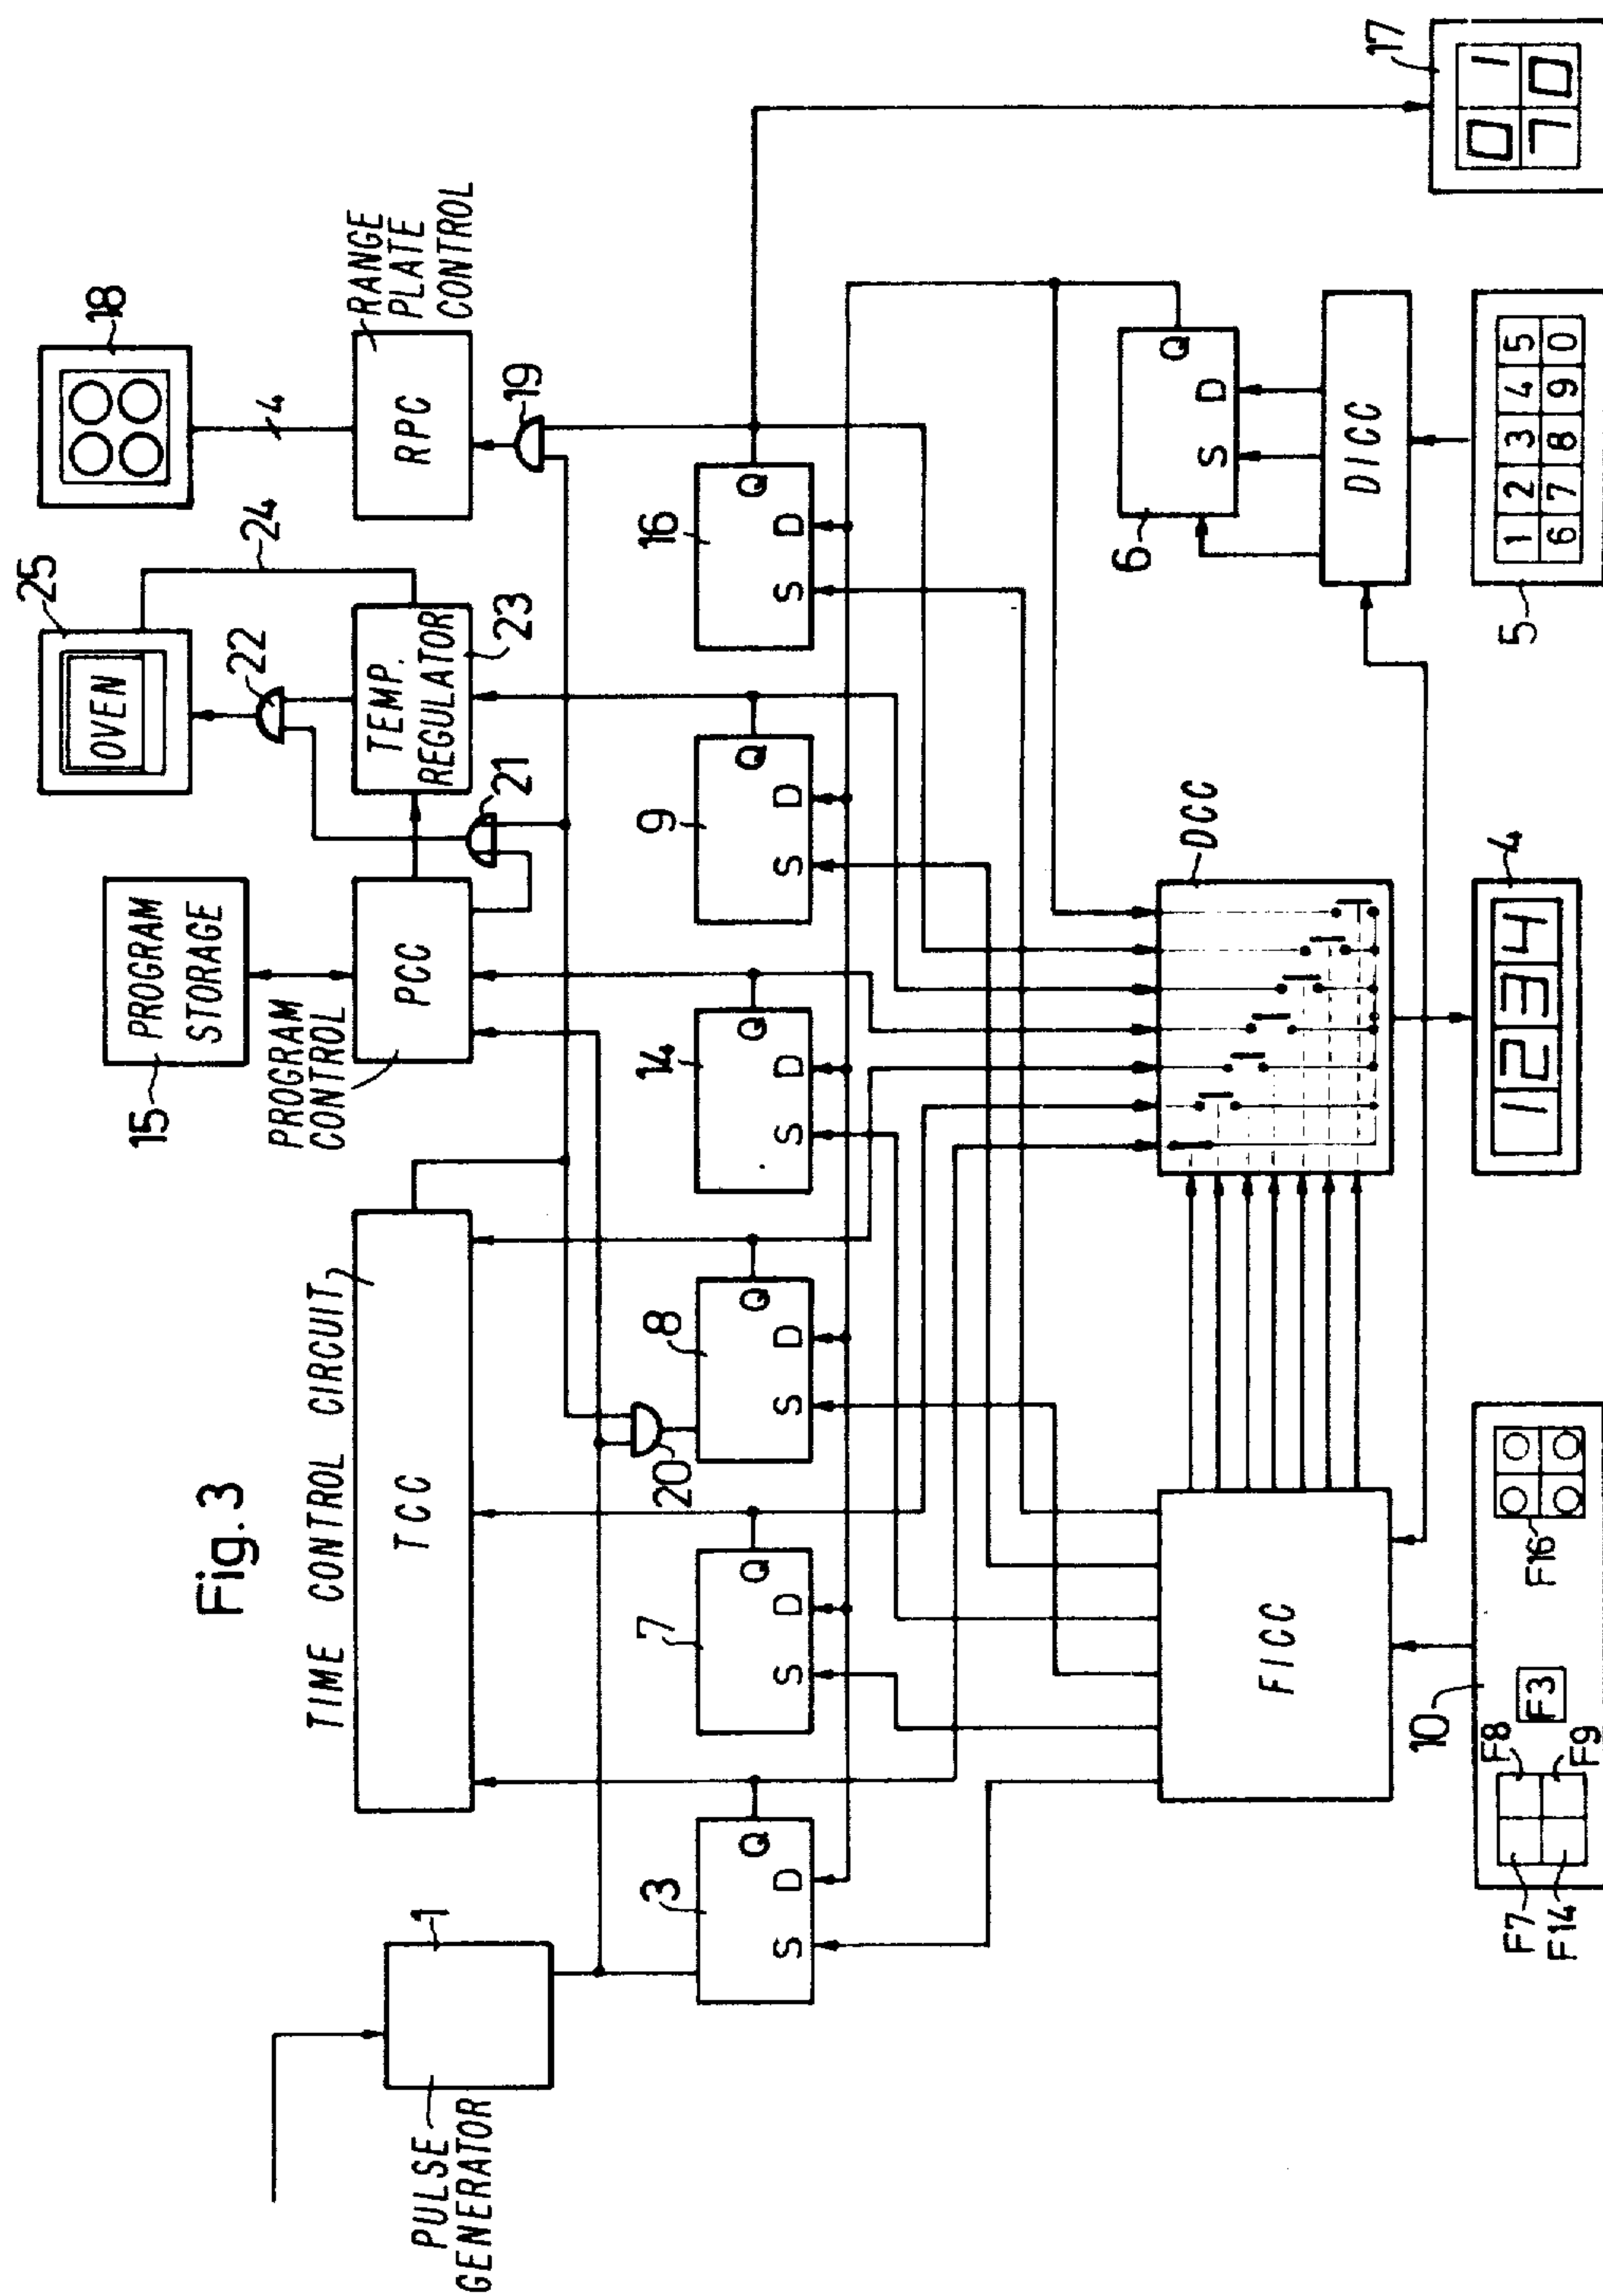 Fig. 3
PULSE
GENERATOR
1
TIME CONTROL CIRCUIT
TCC
15
PROGRAM
STORAGE
PROGRAM
CONTROL
PCC
25
OVEN
22
24
TEMP.
REGULATOR
23
21
18
4
RPC
RANGE
PLATE
CONTROL
19
20
3
S
D
Q
7
S
D
Q
8
S
D
Q
14
S
D
Q
9
S
D
Q
16
S
D
Q
FICC
DCC
6
S
D
Q
DICC
10
F7
F14
F8
F9
F3
F16
4
1234
5
1 2 3 4 5
6 7 8 9 0
17
0 1
7 0